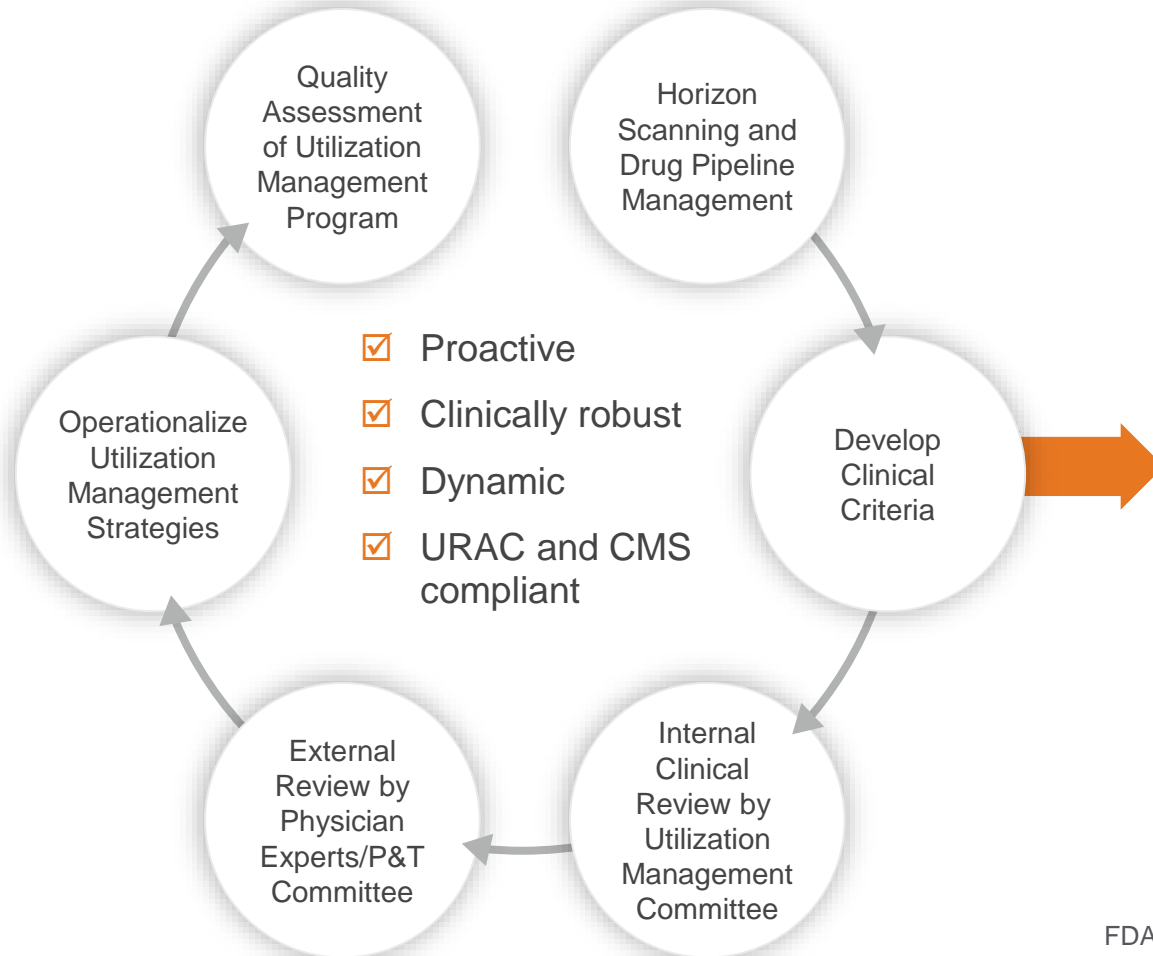 Quality
Assessment
of Utilization
Management
Program
Horizon
Scanning and
Drug Pipeline
Management
Proactive
Clinically robust
Dynamic
URAC and CMS
compliant
Operationalize
Utilization
Management
Strategies
Develop
Clinical
Criteria
External
Review by
Physician
Experts/P&T
Committee
Internal
Clinical
Review by
Utilization
Management
Committee
FDA